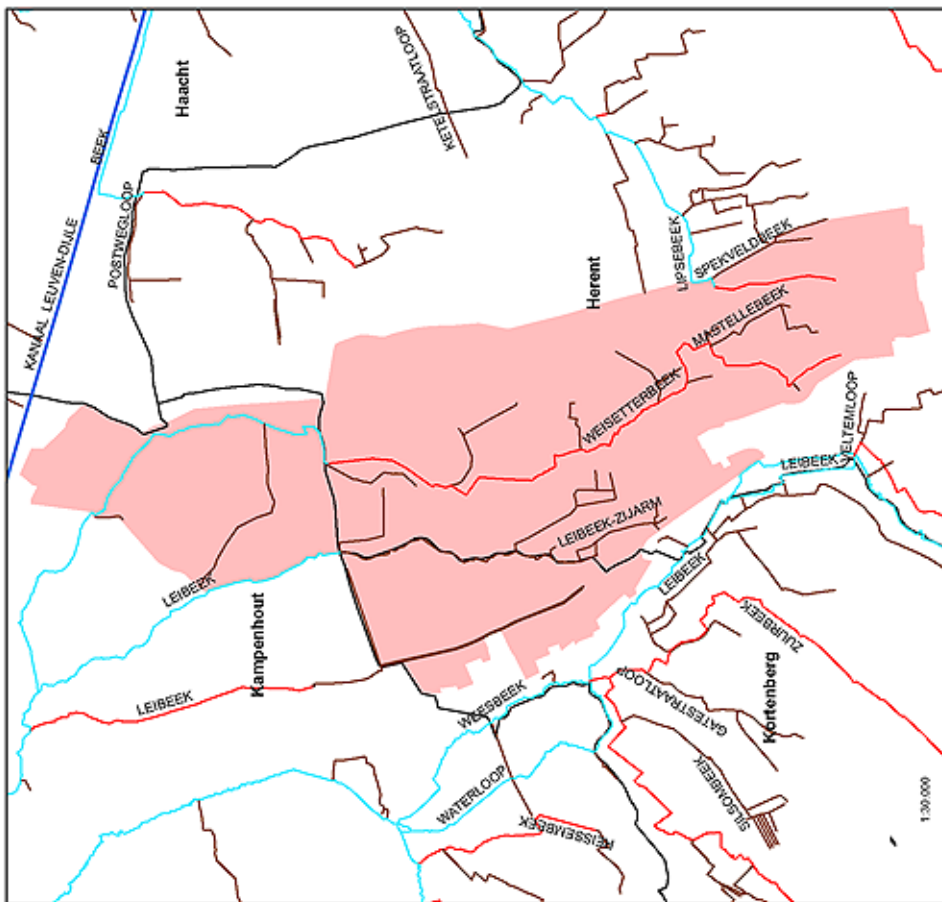 KANAAL LEUVEN-DIJLE
BEEK
Haacht
POSTWEGLOOP
KETELSTRAATLOOP
LIPSEBEEK
SPEKVELDBEEK
Herent
MASTELLEBEEK
WEISETTERBEEK
VELTEMLOOP
LEIBEEK
LEIBEEK-ZIJARM
LEIBEEK
LEIBEEK
Kampenhout
LEIBEEK
WEESBEEK
ZUURBEEK
GATESTRAATLOOP
Kortenberg
WATERLOOP
SILSOMBEEK
REISSEMBEEK
1:30.000